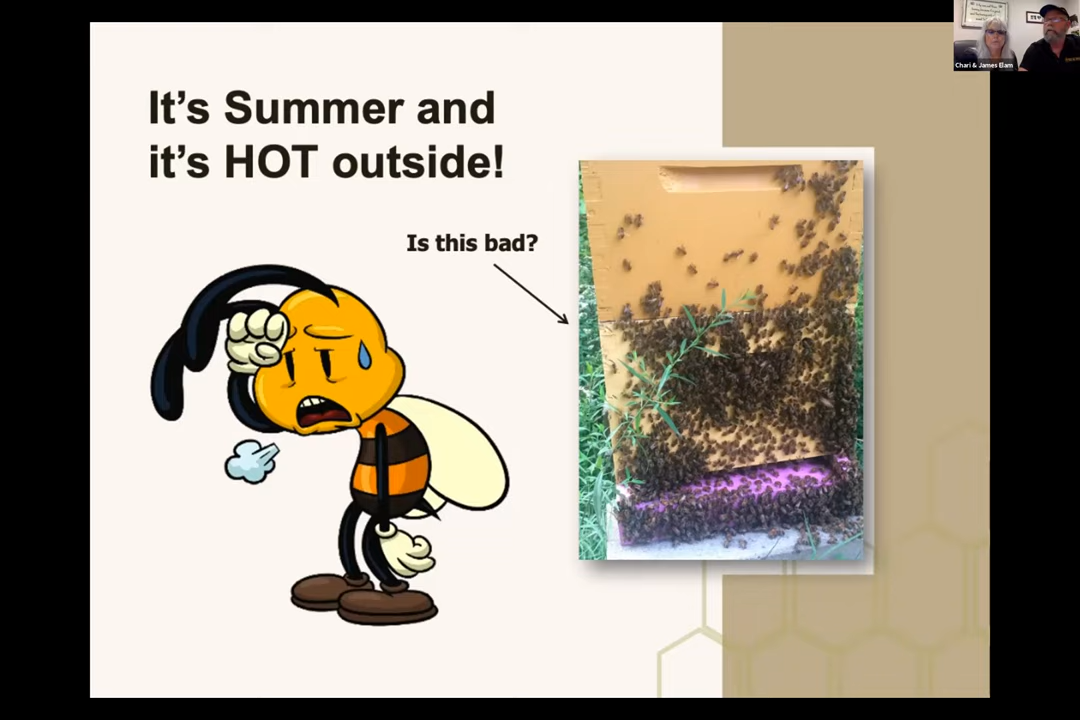 It's Summer and
it's HOT outside!
Is this bad?
Chari & James Elam